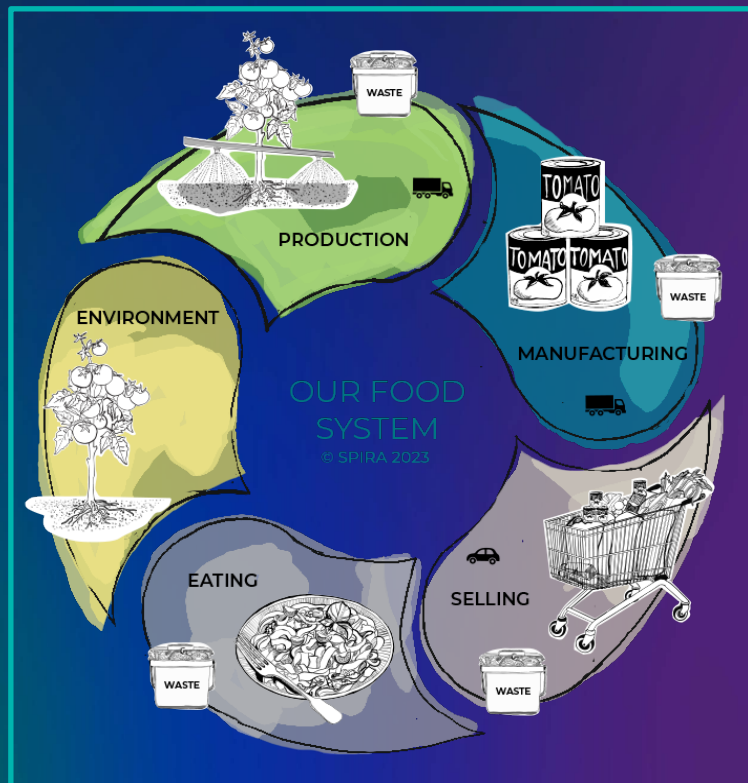 WASTE
PRODUCTION
TOMATO
TOMATO
TOMATO
WASTE
MANUFACTURING
ENVIRONMENT
OUR FOOD
SYSTEM
© SPIRA 2023
SELLING
WASTE
EATING
WASTE